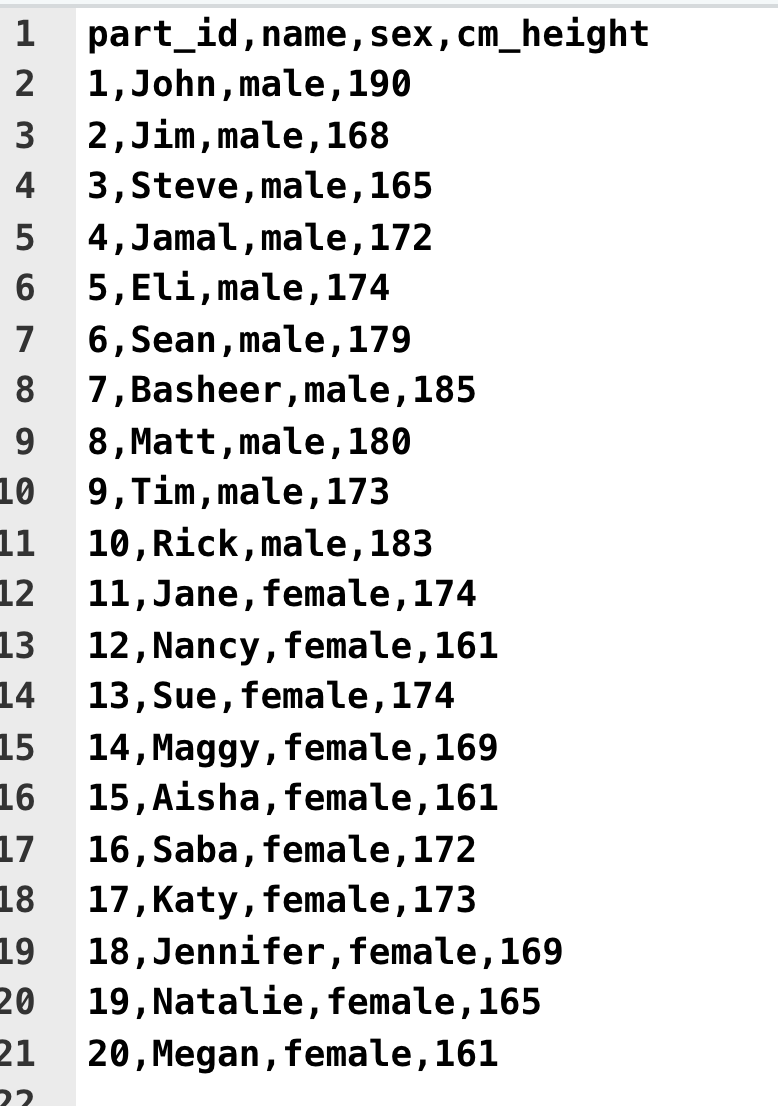 1 part_id,name,sex,cm_height
2 1,John,male,190
3 2,Jim,male,168
4 3,Steve,male,165
5 4,Jamal,male,172
6 5,Eli,male,174
7 6,Sean,male,179
8 7,Basheer,male,185
9 8,Matt,male,180
10 9,Tim,male,173
11 10,Rick,male,183
12 11,Jane,female,174
13 12,Nancy,female,161
14 13,Sue,female,174
15 14,Maggy,female,169
16 15,Aisha,female,161
17 16,Saba,female,172
18 17,Katy,female,173
19 18,Jennifer,female,169
20 19,Natalie,female,165
21 20,Megan,female,161
22